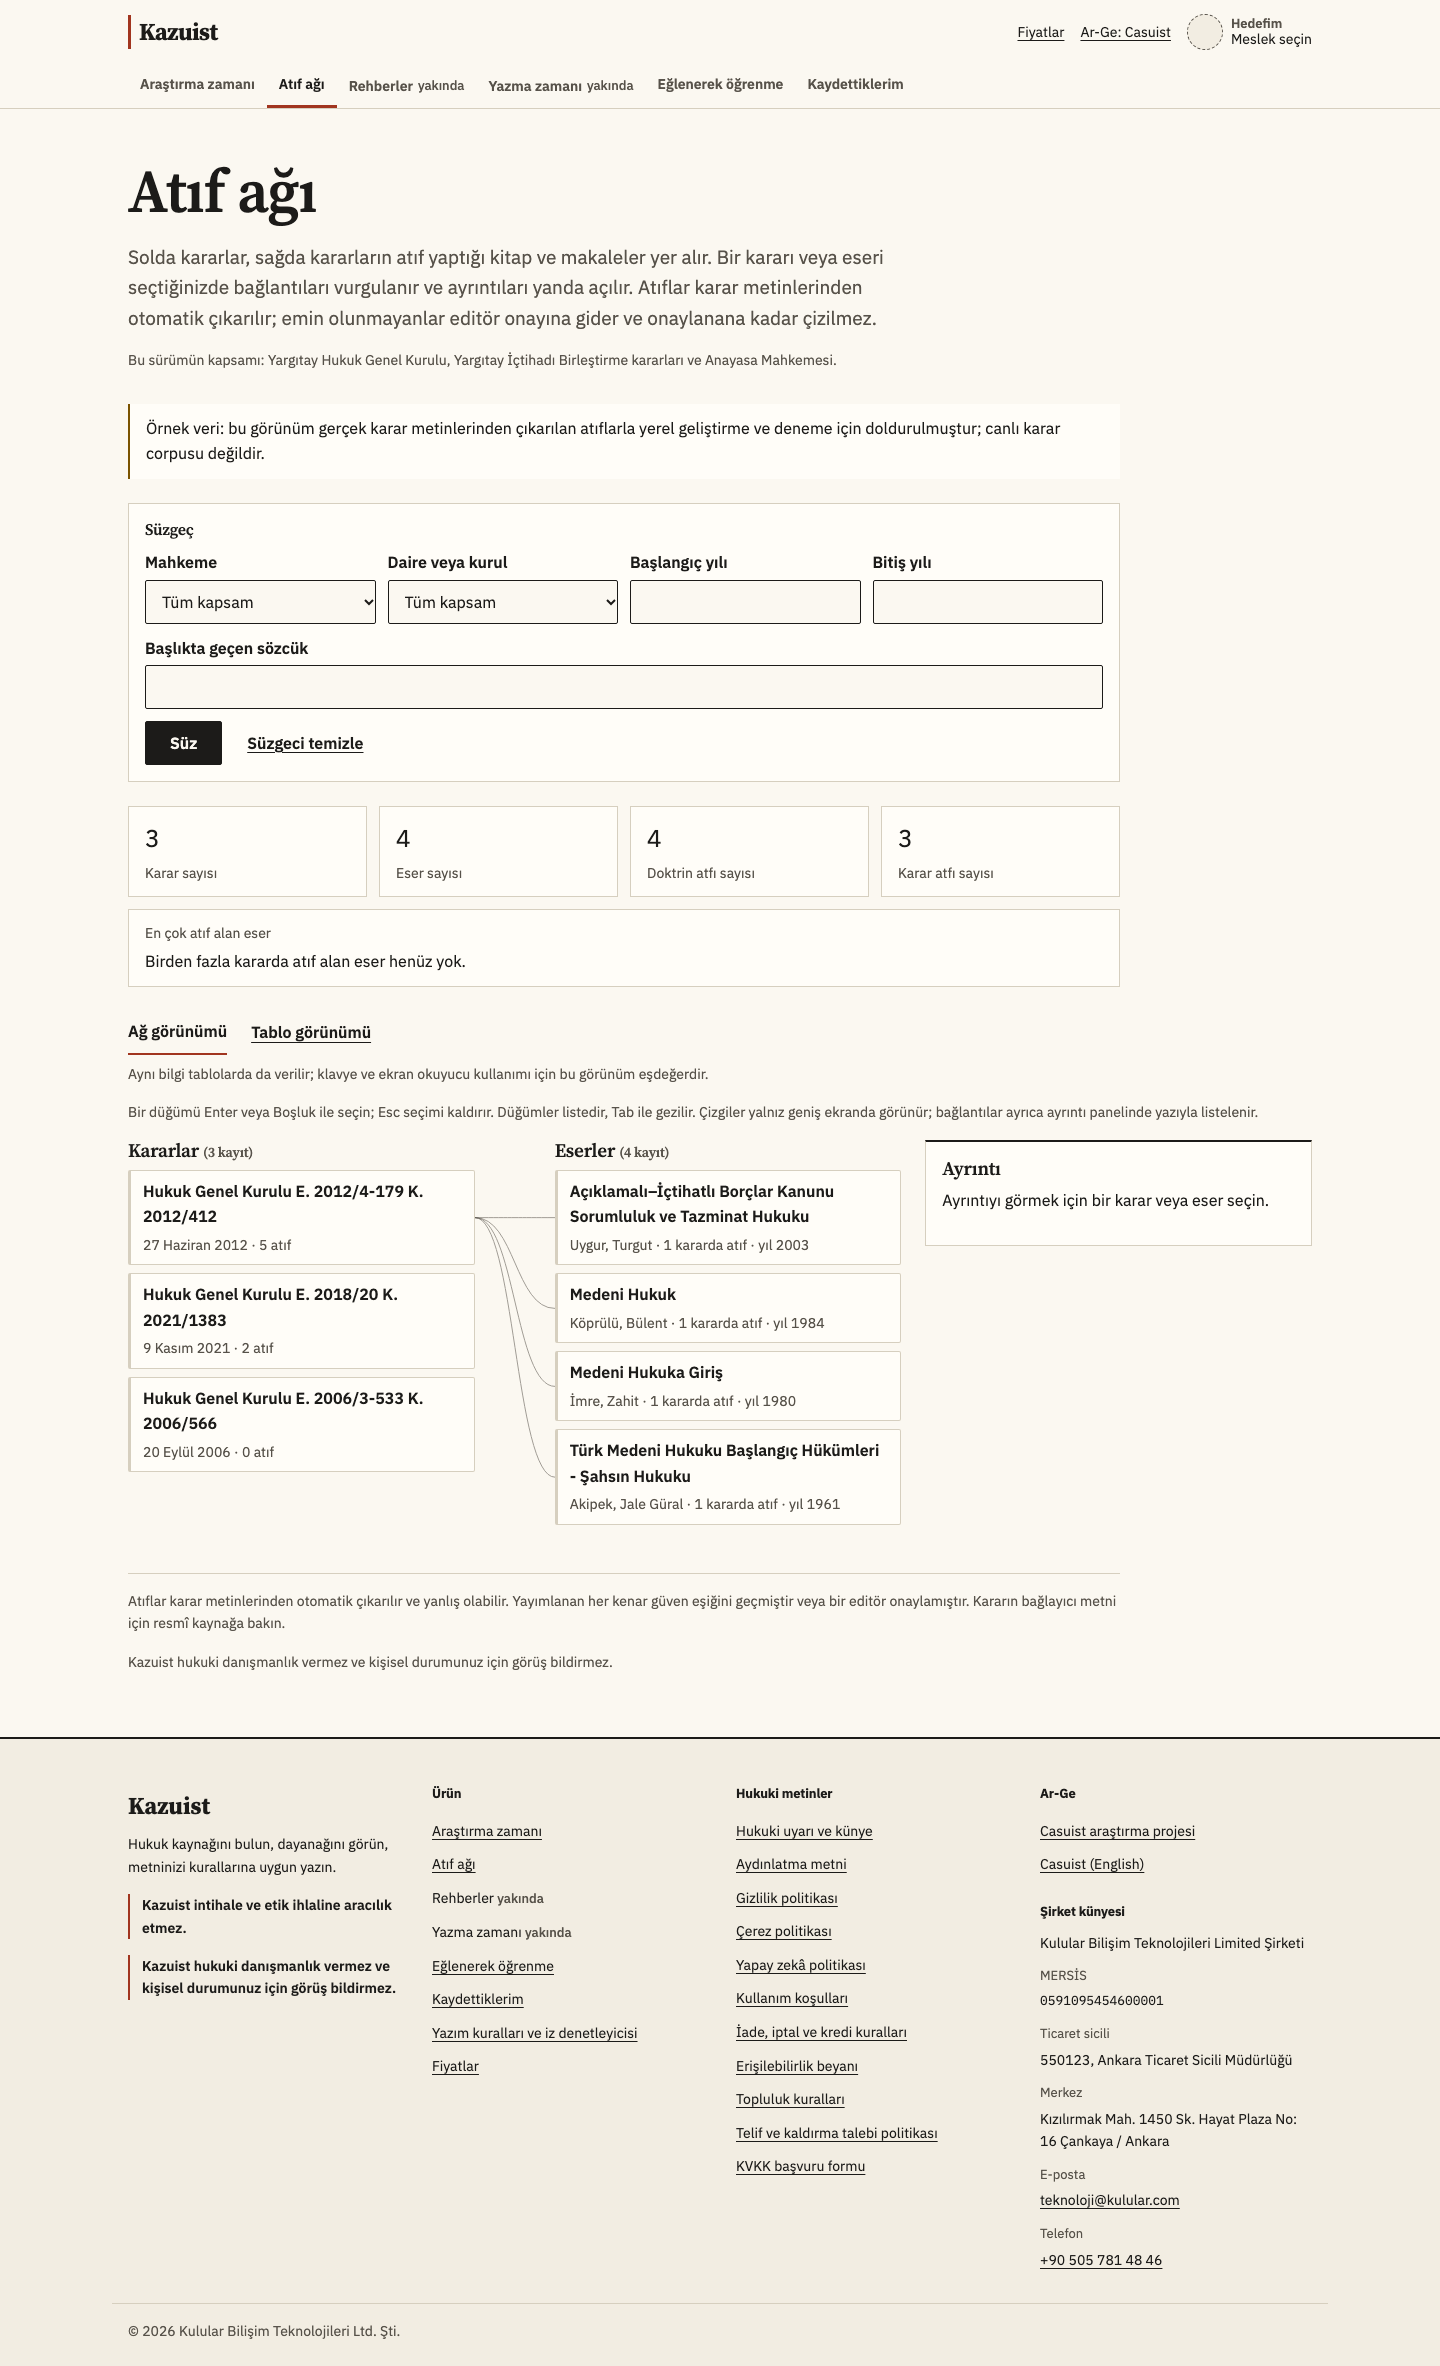 Kazuist
Fiyatlar
Ar-Ge: Casuist
Hedefim
Meslek seçin
Araştırma zamanı
Atıf ağı
Rehberler yakında
Yazma zamanı yakında
Eğlenerek öğrenme
Kaydettiklerim
Atıf ağı
Solda kararlar, sağda kararların atıf yaptığı kitap ve makaleler yer alır. Bir kararı veya eseri
seçtiğinizde bağlantıları vurgulanır ve ayrıntıları yanda açılır. Atıflar karar metinlerinden
otomatik çıkarılır; emin olunmayanlar editör onayına gider ve onaylanana kadar çizilmez.
Bu sürümün kapsamı: Yargıtay Hukuk Genel Kurulu, Yargıtay İçtihadı Birleştirme kararları ve Anayasa Mahkemesi.
Örnek veri: bu görünüm gerçek karar metinlerinden çıkarılan atıflarla yerel geliştirme ve deneme için doldurulmuştur; canlı karar
corpusu değildir.
Süzgeç
Mahkeme
Daire veya kurul
Başlangıç yılı
Bitiş yılı
Tüm kapsam
Tüm kapsam
Başlıkta geçen sözcük
Süz
Süzgeci temizle
3
Karar sayısı
4
Eser sayısı
4
Doktrin atfı sayısı
3
Karar atfı sayısı
En çok atıf alan eser
Birden fazla kararda atıf alan eser henüz yok.
Ağ görünümü
Tablo görünümü
Aynı bilgi tablolarda da verilir; klavye ve ekran okuyucu kullanımı için bu görünüm eşdeğerdir.
Bir düğümü Enter veya Boşluk ile seçin; Esc seçimi kaldırır. Düğümler listedir, Tab ile gezilir. Çizgiler yalnız geniş ekranda görünür; bağlantılar ayrıca ayrıntı panelinde yazıyla listelenir.
Kararlar (3 kayıt)
Hukuk Genel Kurulu E. 2012/4-179 K.
2012/412
27 Haziran 2012 · 5 atıf
Hukuk Genel Kurulu E. 2018/20 K.
2021/1383
9 Kasım 2021 · 2 atıf
Hukuk Genel Kurulu E. 2006/3-533 K.
2006/566
20 Eylül 2006 · 0 atıf
Eserler (4 kayıt)
Açıklamalı–İçtihatlı Borçlar Kanunu
Sorumluluk ve Tazminat Hukuku
Uygur, Turgut · 1 kararda atıf · yıl 2003
Medeni Hukuk
Köprülü, Bülent · 1 kararda atıf · yıl 1984
Medeni Hukuka Giriş
İmre, Zahit · 1 kararda atıf · yıl 1980
Türk Medeni Hukuku Başlangıç Hükümleri
- Şahsın Hukuku
Akipek, Jale Güral · 1 kararda atıf · yıl 1961
Ayrıntı
Ayrıntıyı görmek için bir karar veya eser seçin.
Atıflar karar metinlerinden otomatik çıkarılır ve yanlış olabilir. Yayımlanan her kenar güven eşiğini geçmiştir veya bir editör onaylamıştır. Kararın bağlayıcı metni
için resmî kaynağa bakın.
Kazuist hukuki danışmanlık vermez ve kişisel durumunuz için görüş bildirmez.
Kazuist
Hukuk kaynağını bulun, dayanağını görün,
metninizi kurallarına uygun yazın.
Kazuist intihale ve etik ihlaline aracılık
etmez.
Kazuist hukuki danışmanlık vermez ve
kişisel durumunuz için görüş bildirmez.
Ürün
Araştırma zamanı
Atıf ağı
Rehberler yakında
Yazma zamanı yakında
Eğlenerek öğrenme
Kaydettiklerim
Yazım kuralları ve iz denetleyicisi
Fiyatlar
Hukuki metinler
Hukuki uyarı ve künye
Aydınlatma metni
Gizlilik politikası
Çerez politikası
Yapay zekâ politikası
Kullanım koşulları
İade, iptal ve kredi kuralları
Erişilebilirlik beyanı
Topluluk kuralları
Telif ve kaldırma talebi politikası
KVKK başvuru formu
Ar-Ge
Casuist araştırma projesi
Casuist (English)
Şirket künyesi
Kulular Bilişim Teknolojileri Limited Şirketi
MERSİS
0591095454600001
Ticaret sicili
550123, Ankara Ticaret Sicili Müdürlüğü
Merkez
Kızılırmak Mah. 1450 Sk. Hayat Plaza No:
16 Çankaya / Ankara
E-posta
teknoloji@kulular.com
Telefon
+90 505 781 48 46
© 2026 Kulular Bilişim Teknolojileri Ltd. Şti.